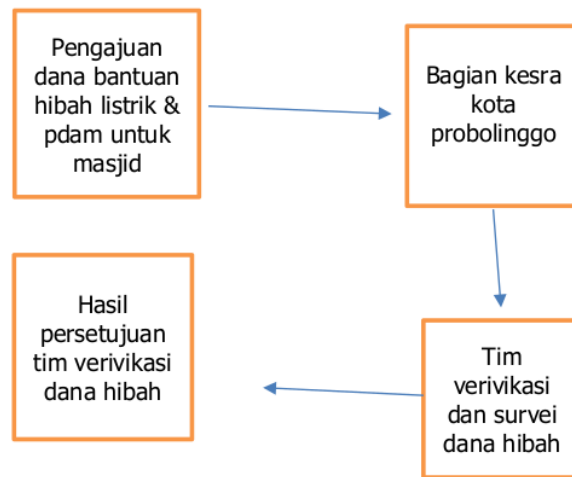 Pengajuan
dana bantuan
hibah listrik &
pdam untuk
masjid
Bagian kesra
kota
probolinggo
Tim
verivikasi
dan survei
dana hibah
Hasil
persetujuan
tim verivikasi
dana hibah